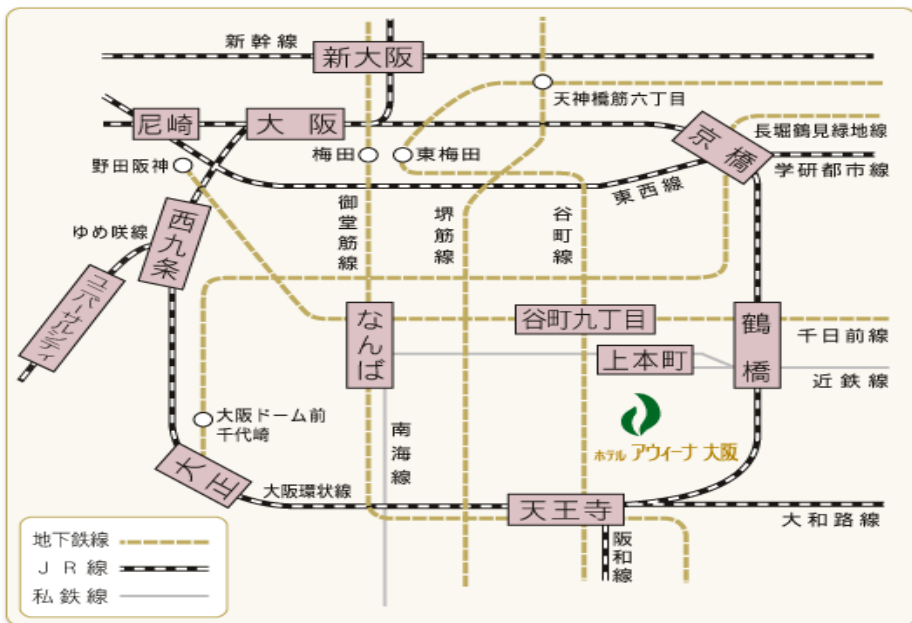 新幹線
新大阪
天神橋筋六丁目
尼崎
大阪
京橋
長堀鶴見緑地線
野田阪神
梅田
東梅田
学研都市線
東西線
御堂筋線
堺筋線
谷町線
西九条
ゆめ咲線
ユニバーサルシティ
なんば
谷町九丁目
鶴橋
千日前線
上本町
近鉄線
大阪ドーム前
千代崎
南海線
ホテル アウィーナ 大阪
大正
大阪環状線
天王寺
大和路線
阪和線
地下鉄線
JR線
私鉄線